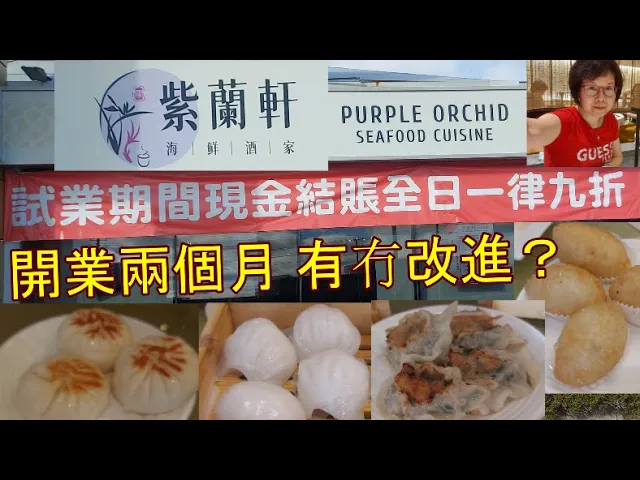 紫蘭軒
海鮮酒家
PURPLE ORCHID
SEAFOOD CUISINE
GUESS
試業期間現金結賬全日一律九折
開業兩個月 有冇改進？